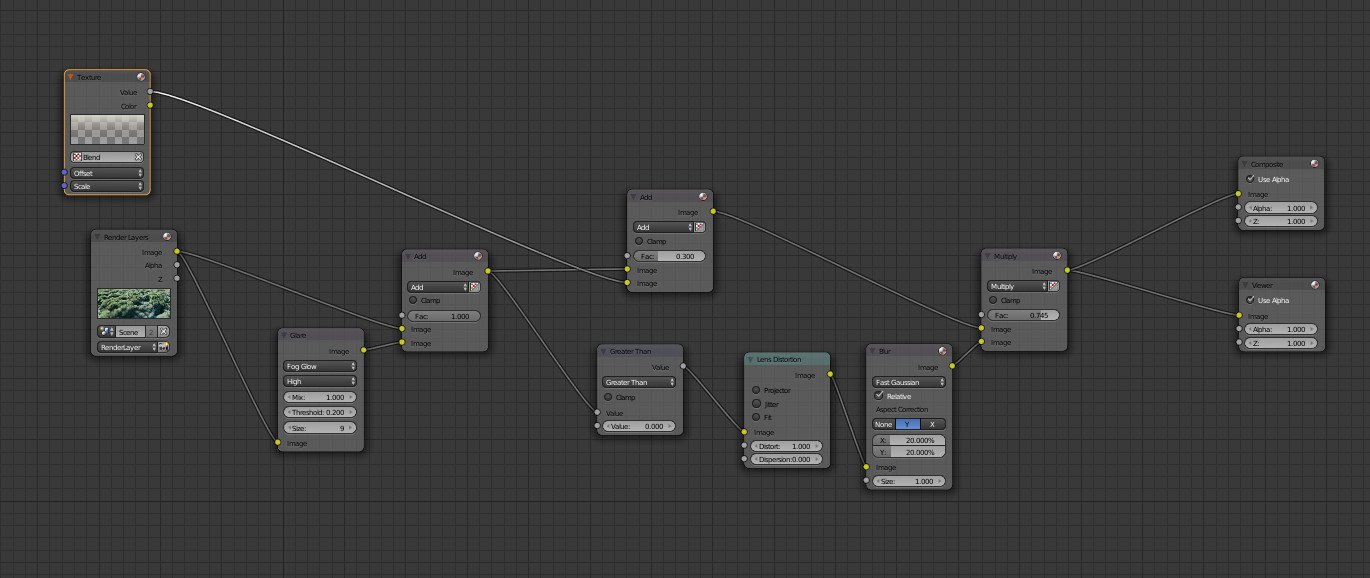 Texture
Value
Color
Blend
Offset
Scale
Render Layers
Image
Alpha
Z
Scene 2
RenderLayer
Glare
Image
Fog Glow
High
Mix: 1.000
Threshold: 0.200
Size: 9
Image
Add
Image
Add
Clamp
Fac: 1.000
Image
Image
Add
Image
Add
Clamp
Fac: 0.300
Image
Image
Greater Than
Value
Greater Than
Clamp
Value
Value: 0.000
Lens Distortion
Image
Projector
Jitter
Fit
Image
Distort: 1.000
Dispersion:0.000
Blur
Image
Fast Gaussian
Relative
Aspect Correction
None Y X
X: 20.000%
Y: 20.000%
Image
Size: 1.000
Multiply
Image
Multiply
Clamp
Fac: 0.745
Image
Image
Composite
Use Alpha
Image
Alpha: 1.000
Z: 1.000
Viewer
Use Alpha
Image
Alpha: 1.000
Z: 1.000